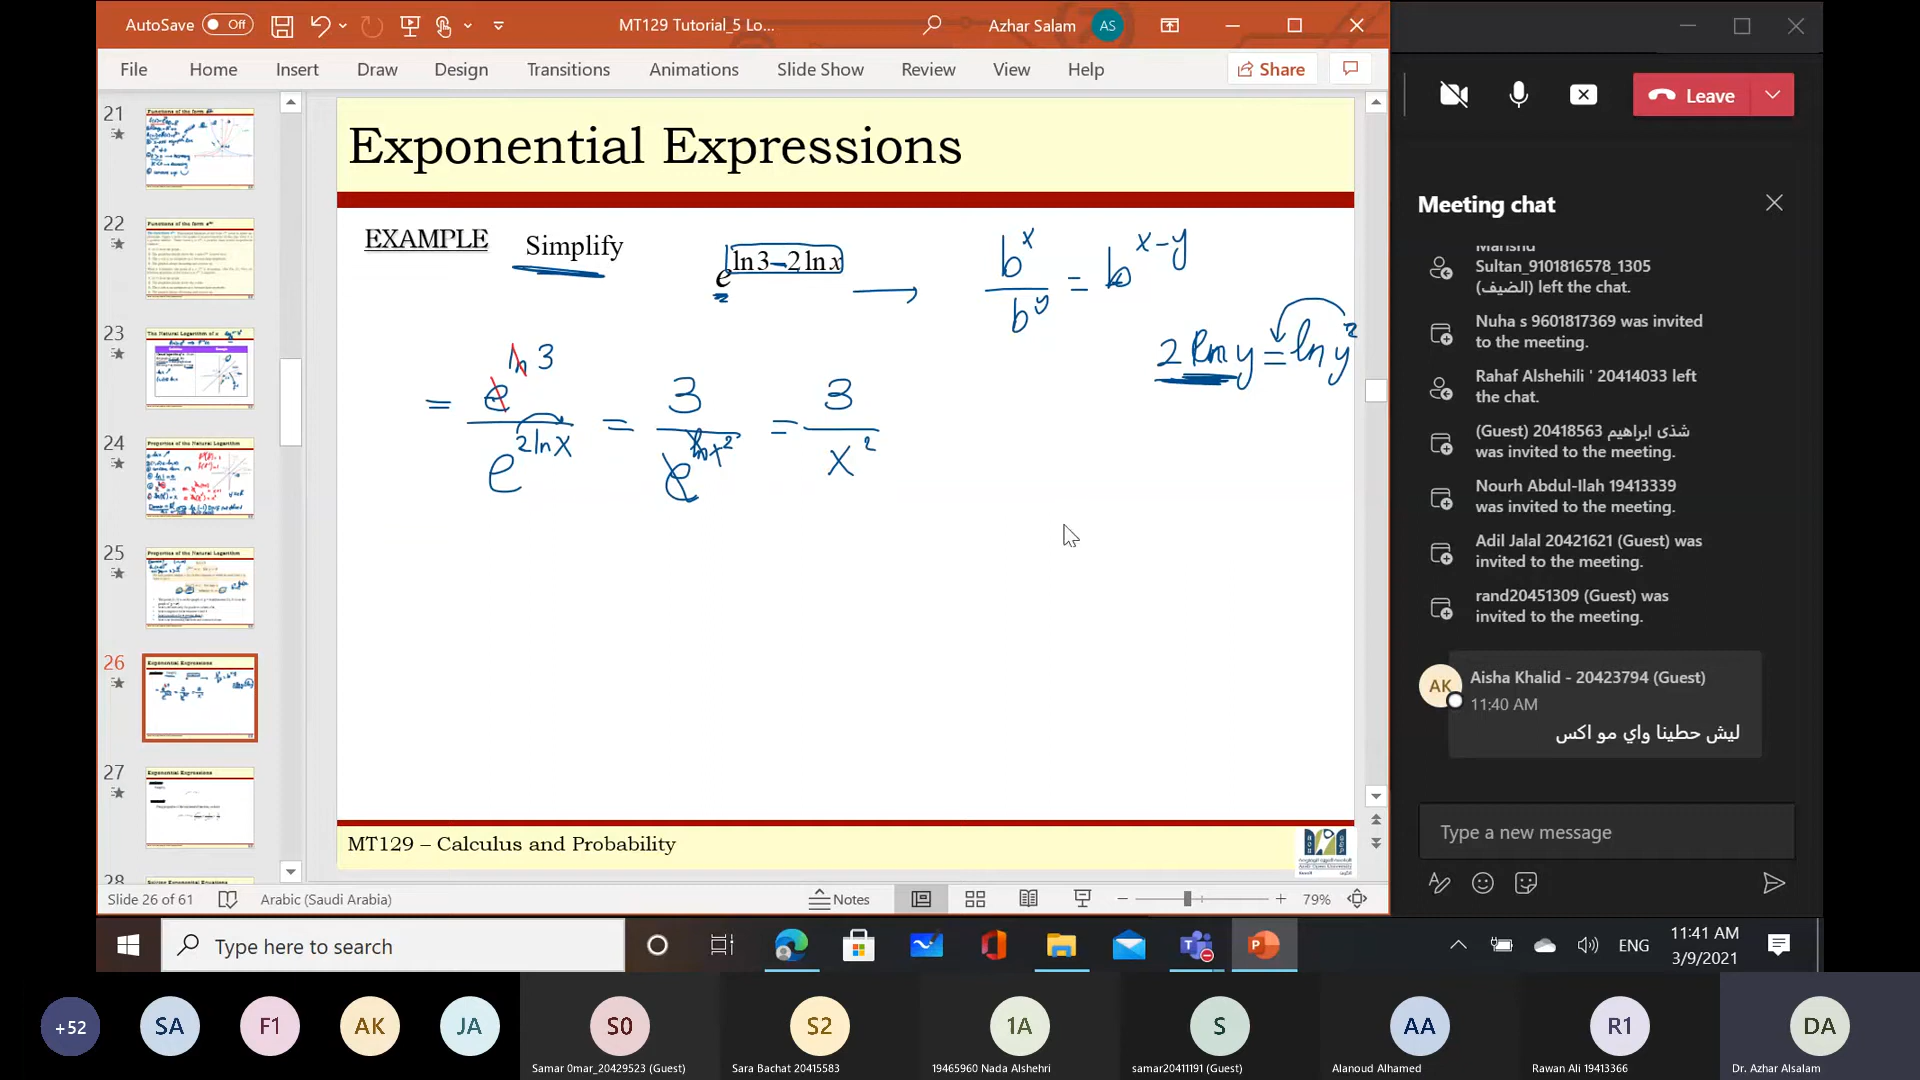 AutoSave Off MT129 Tutorial_5 Lo... Azhar Salam AS
File Home Insert Draw Design Transitions Animations Slide Show Review View Help Share
21
22
23
24
25
26
27
28
Exponential Expressions
EXAMPLE Simplify e^{ln 3−2 ln x} → b^x / b^y = b^{x-y}
2 ln y = ln y^2
= e^{ln 3} / e^{2 ln x} = 3 / e^{ln x^2} = 3 / x^2
MT129 – Calculus and Probability
Slide 26 of 61 Arabic (Saudi Arabia) Notes 79%
Leave
Meeting chat
Sultan_9101816578_1305
(الضيف) left the chat.
Nuha s 9601817369 was invited
to the meeting.
Rahaf Alshehili ' 20414033 left
the chat.
(Guest) 20418563 شذى ابراهيم
was invited to the meeting.
Nourh Abdul-Ilah 19413339
was invited to the meeting.
Adil Jalal 20421621 (Guest) was
invited to the meeting.
rand20451309 (Guest) was
invited to the meeting.
AK Aisha Khalid - 20423794 (Guest)
11:40 AM
ليش حطينا واي مو اكس
Type a new message
Type here to search
ENG
11:41 AM
3/9/2021
+52 SA F1 AK JA S0 S2 1A S AA R1 DA
Samar 0mar_20429523 (Guest) Sara Bachat 20415583 19465960 Nada Alshehri samar20411191 (Guest) Alanoud Alhamed Rawan Ali 19413366 Dr. Azhar Alsalam